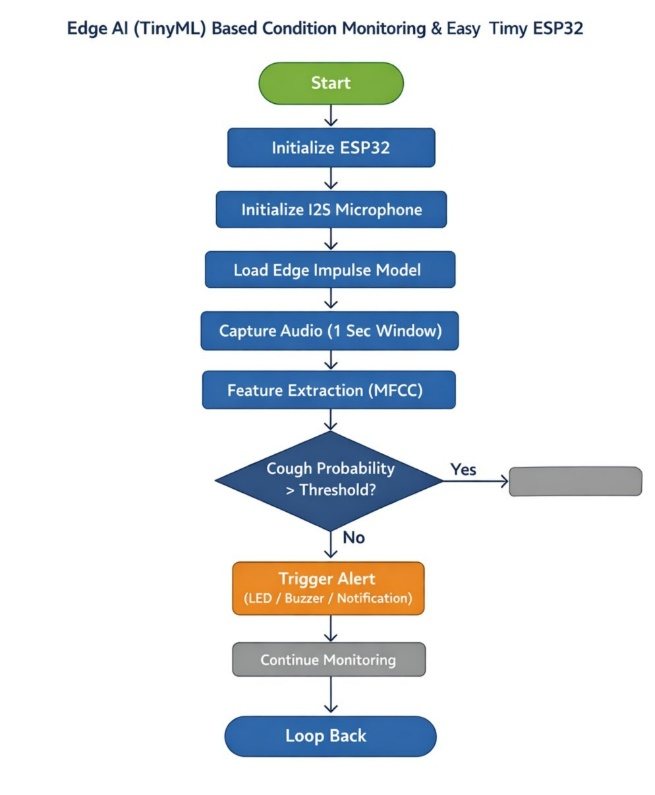 Edge AI (TinyML) Based Condition Monitoring & Easy Timy ESP32
Start
Initialize ESP32
Initialize I2S Microphone
Load Edge Impulse Model
Capture Audio (1 Sec Window)
Feature Extraction (MFCC)
Cough Probability
> Threshold?
Yes
No
Trigger Alert
(LED / Buzzer / Notification)
Continue Monitoring
Loop Back